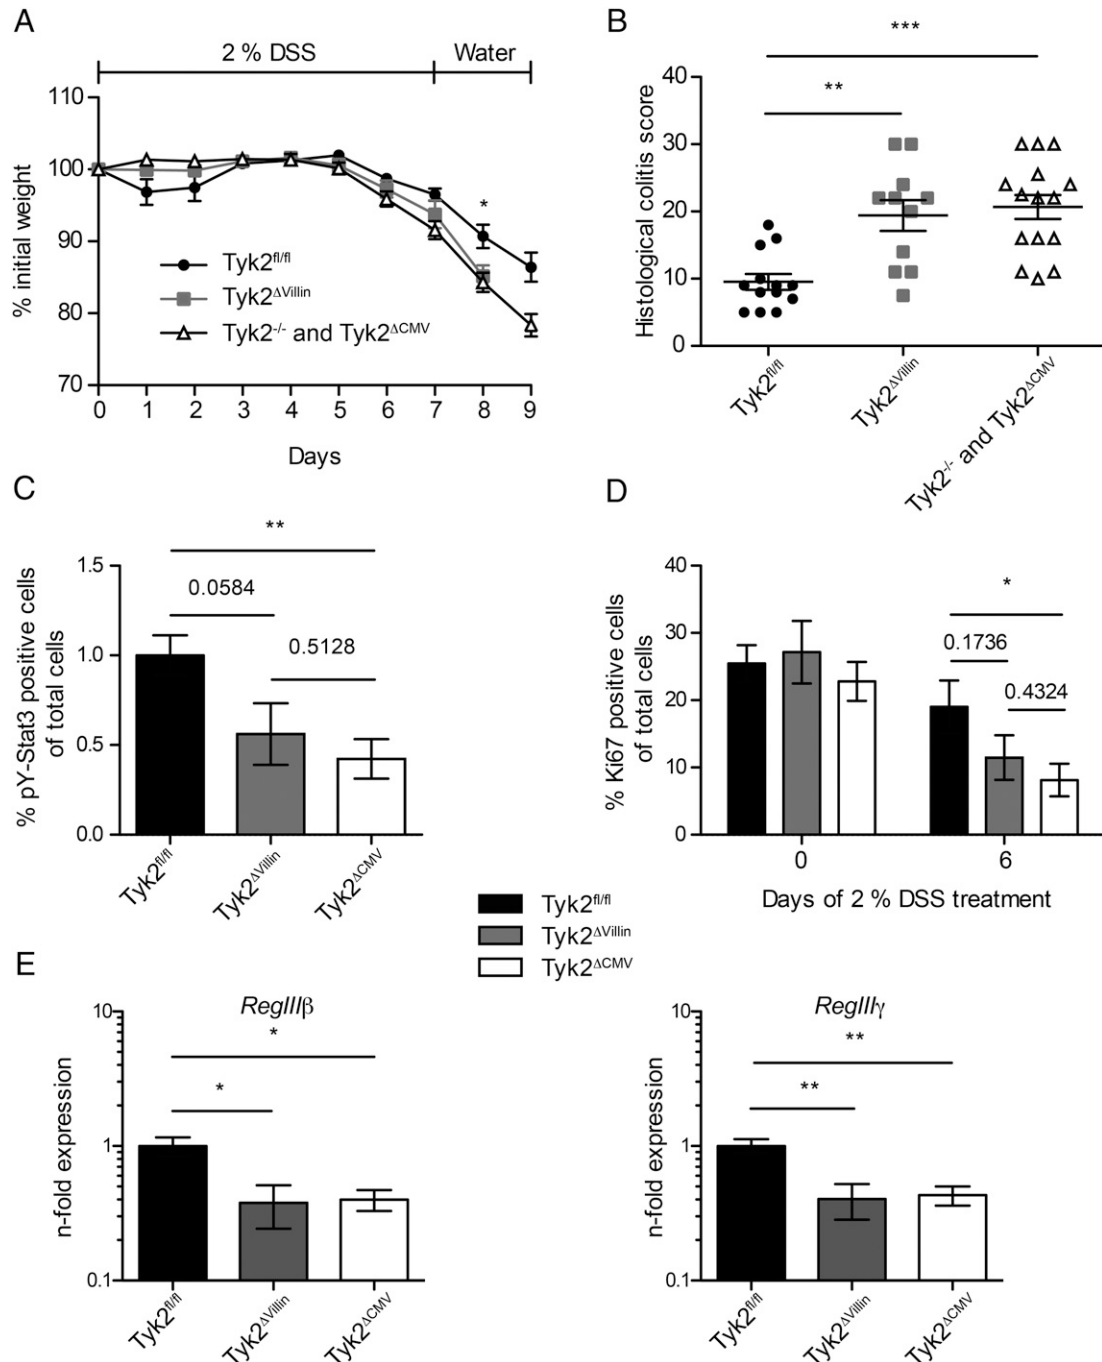 A
2 % DSS
Water
% initial weight
110
100
90
80
70
*
Tyk2fl/fl
Tyk2ΔVillin
Tyk2-/- and Tyk2ΔCMV
0 1 2 3 4 5 6 7 8 9
Days
B
Histological colitis score
40
30
20
10
0
***
**
Tyk2fl/fl
Tyk2ΔVillin
Tyk2-/- and Tyk2ΔCMV
C
% pY-Stat3 positive cells
of total cells
1.5
1.0
0.5
0.0
**
0.0584
0.5128
Tyk2fl/fl
Tyk2ΔVillin
Tyk2ΔCMV
D
% Ki67 positive cells
of total cells
40
30
20
10
0
*
0.1736
0.4324
0 6
Days of 2 % DSS treatment
Tyk2fl/fl
Tyk2ΔVillin
Tyk2ΔCMV
E
RegIIIβ
n-fold expression
10
1
0.1
*
*
Tyk2fl/fl
Tyk2ΔVillin
Tyk2ΔCMV
RegIIIγ
n-fold expression
10
1
0.1
**
**
Tyk2fl/fl
Tyk2ΔVillin
Tyk2ΔCMV